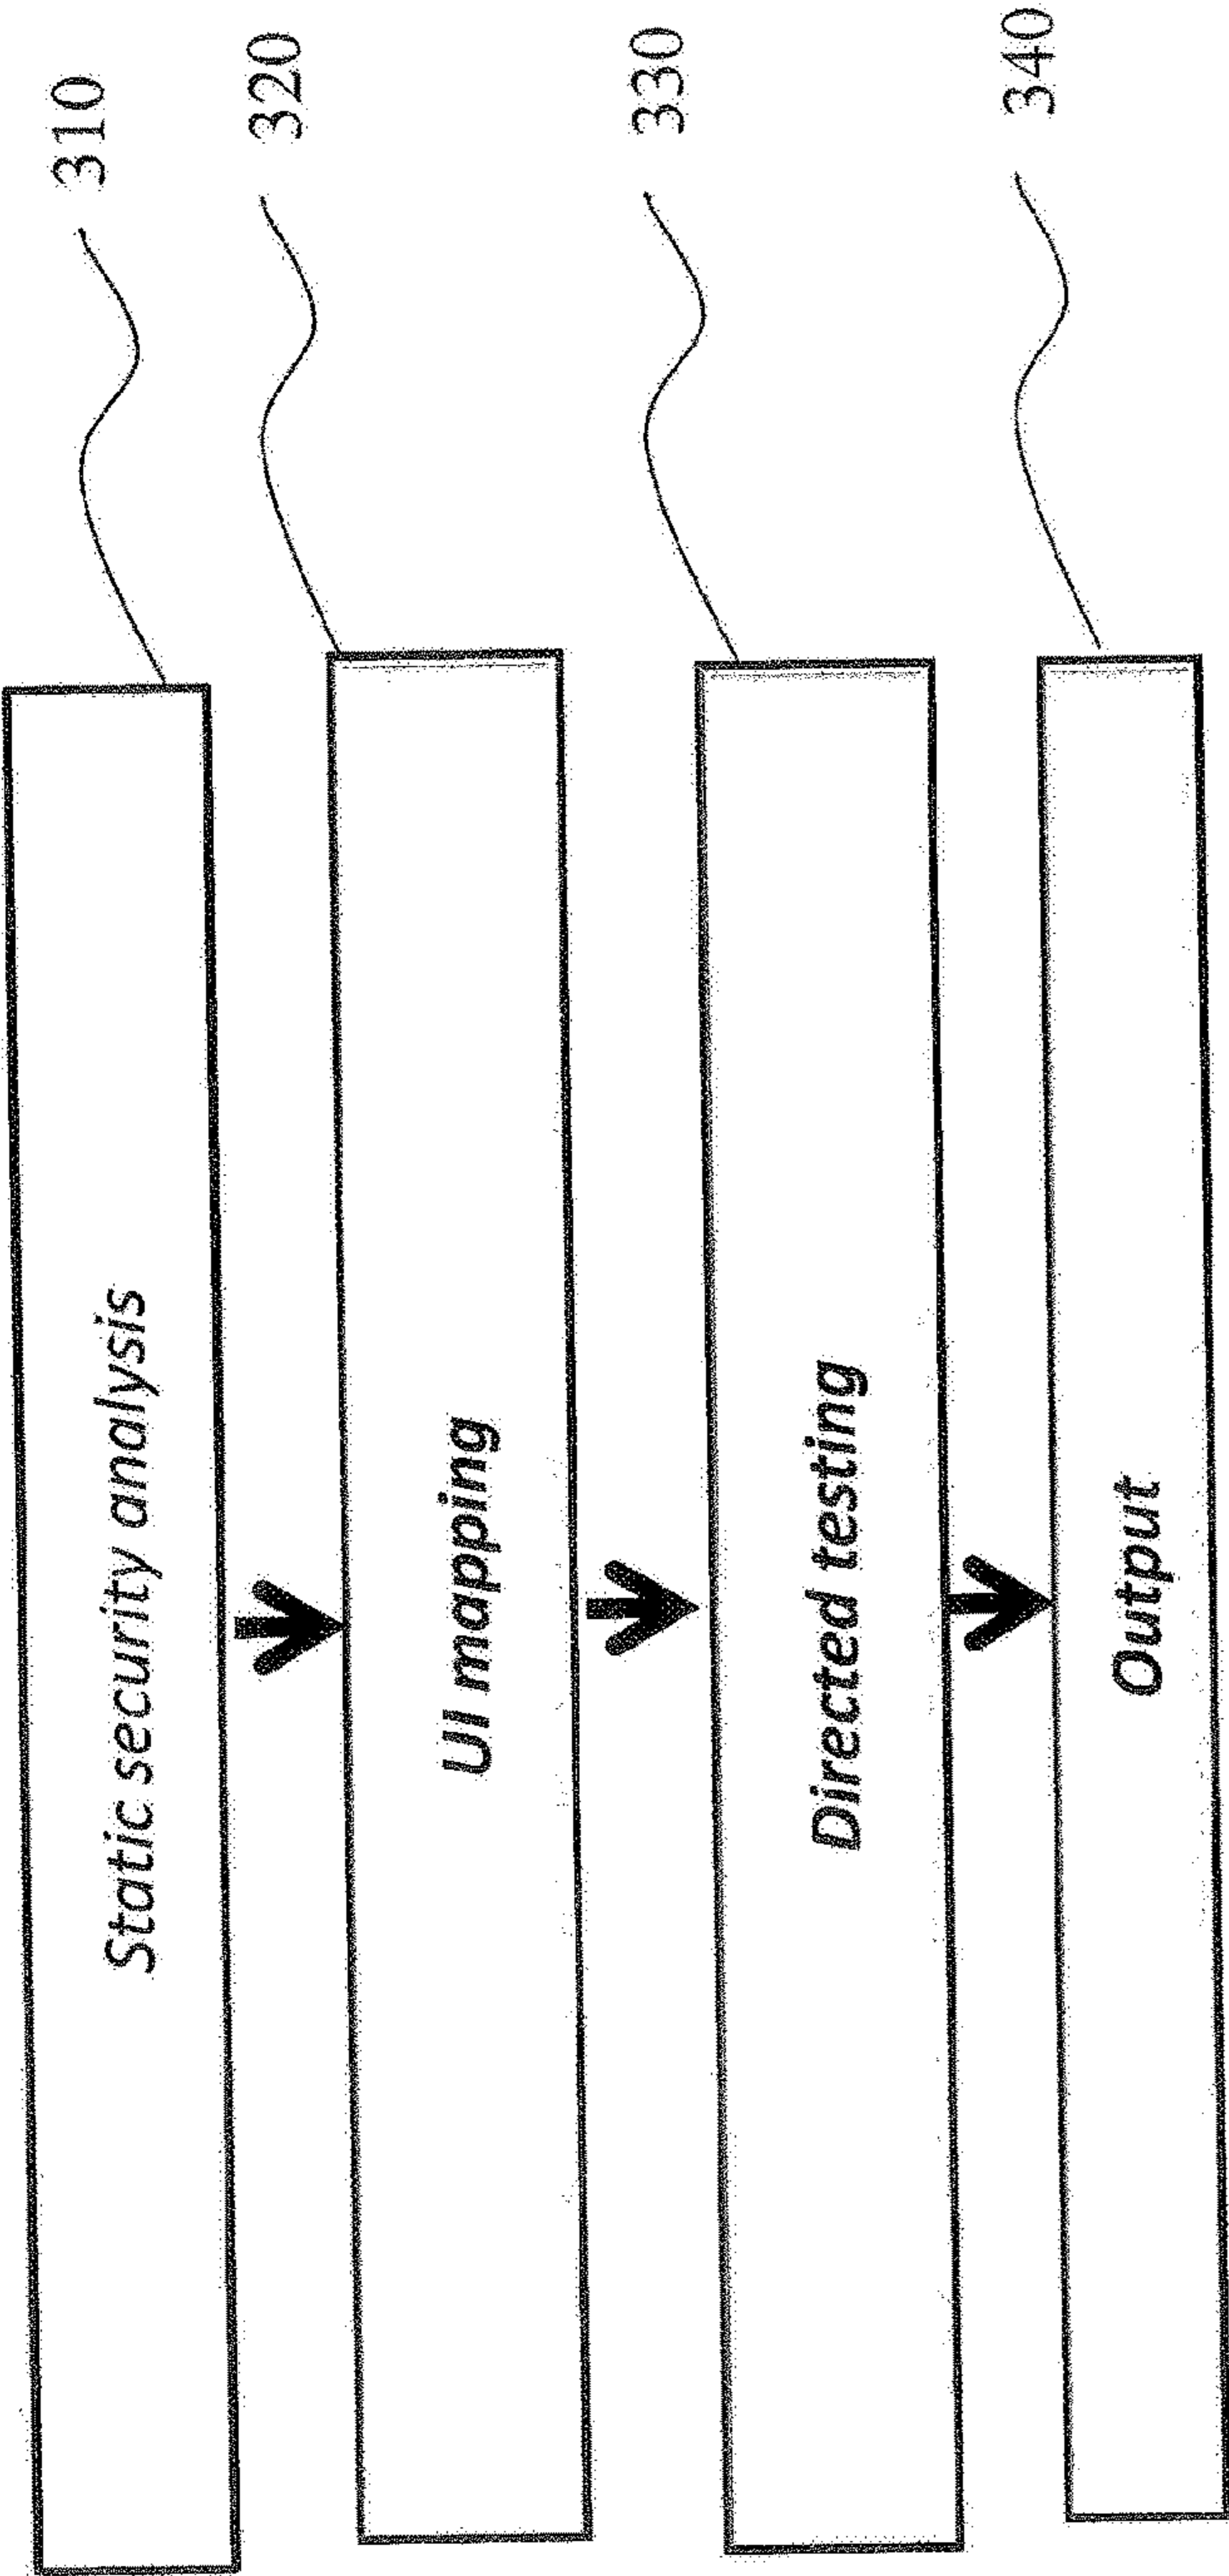 Static security analysis
310
UI mapping
320
Directed testing
330
Output
340